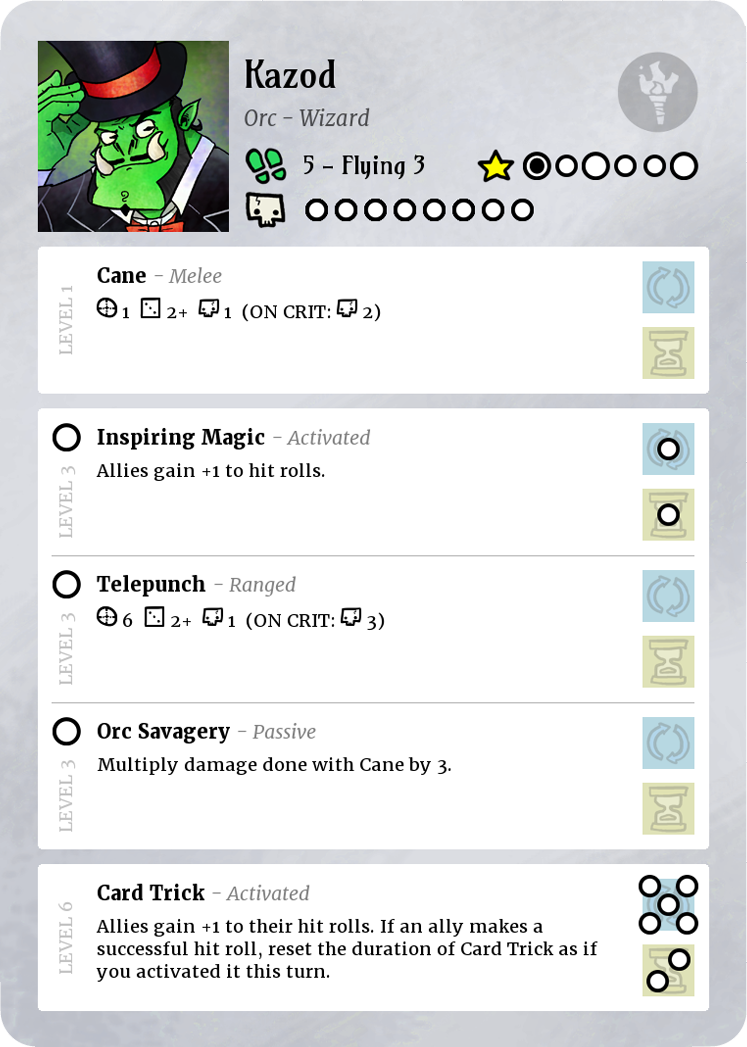 Kazod
Orc – Wizard
5 – Flying 3
LEVEL 1
Cane – Melee
1 2+ 1 (ON CRIT: 2)
LEVEL 3
Inspiring Magic – Activated
Allies gain +1 to hit rolls.
LEVEL 3
Telepunch – Ranged
6 2+ 1 (ON CRIT: 3)
LEVEL 3
Orc Savagery – Passive
Multiply damage done with Cane by 3.
LEVEL 6
Card Trick – Activated
Allies gain +1 to their hit rolls. If an ally makes a
successful hit roll, reset the duration of Card Trick as if
you activated it this turn.